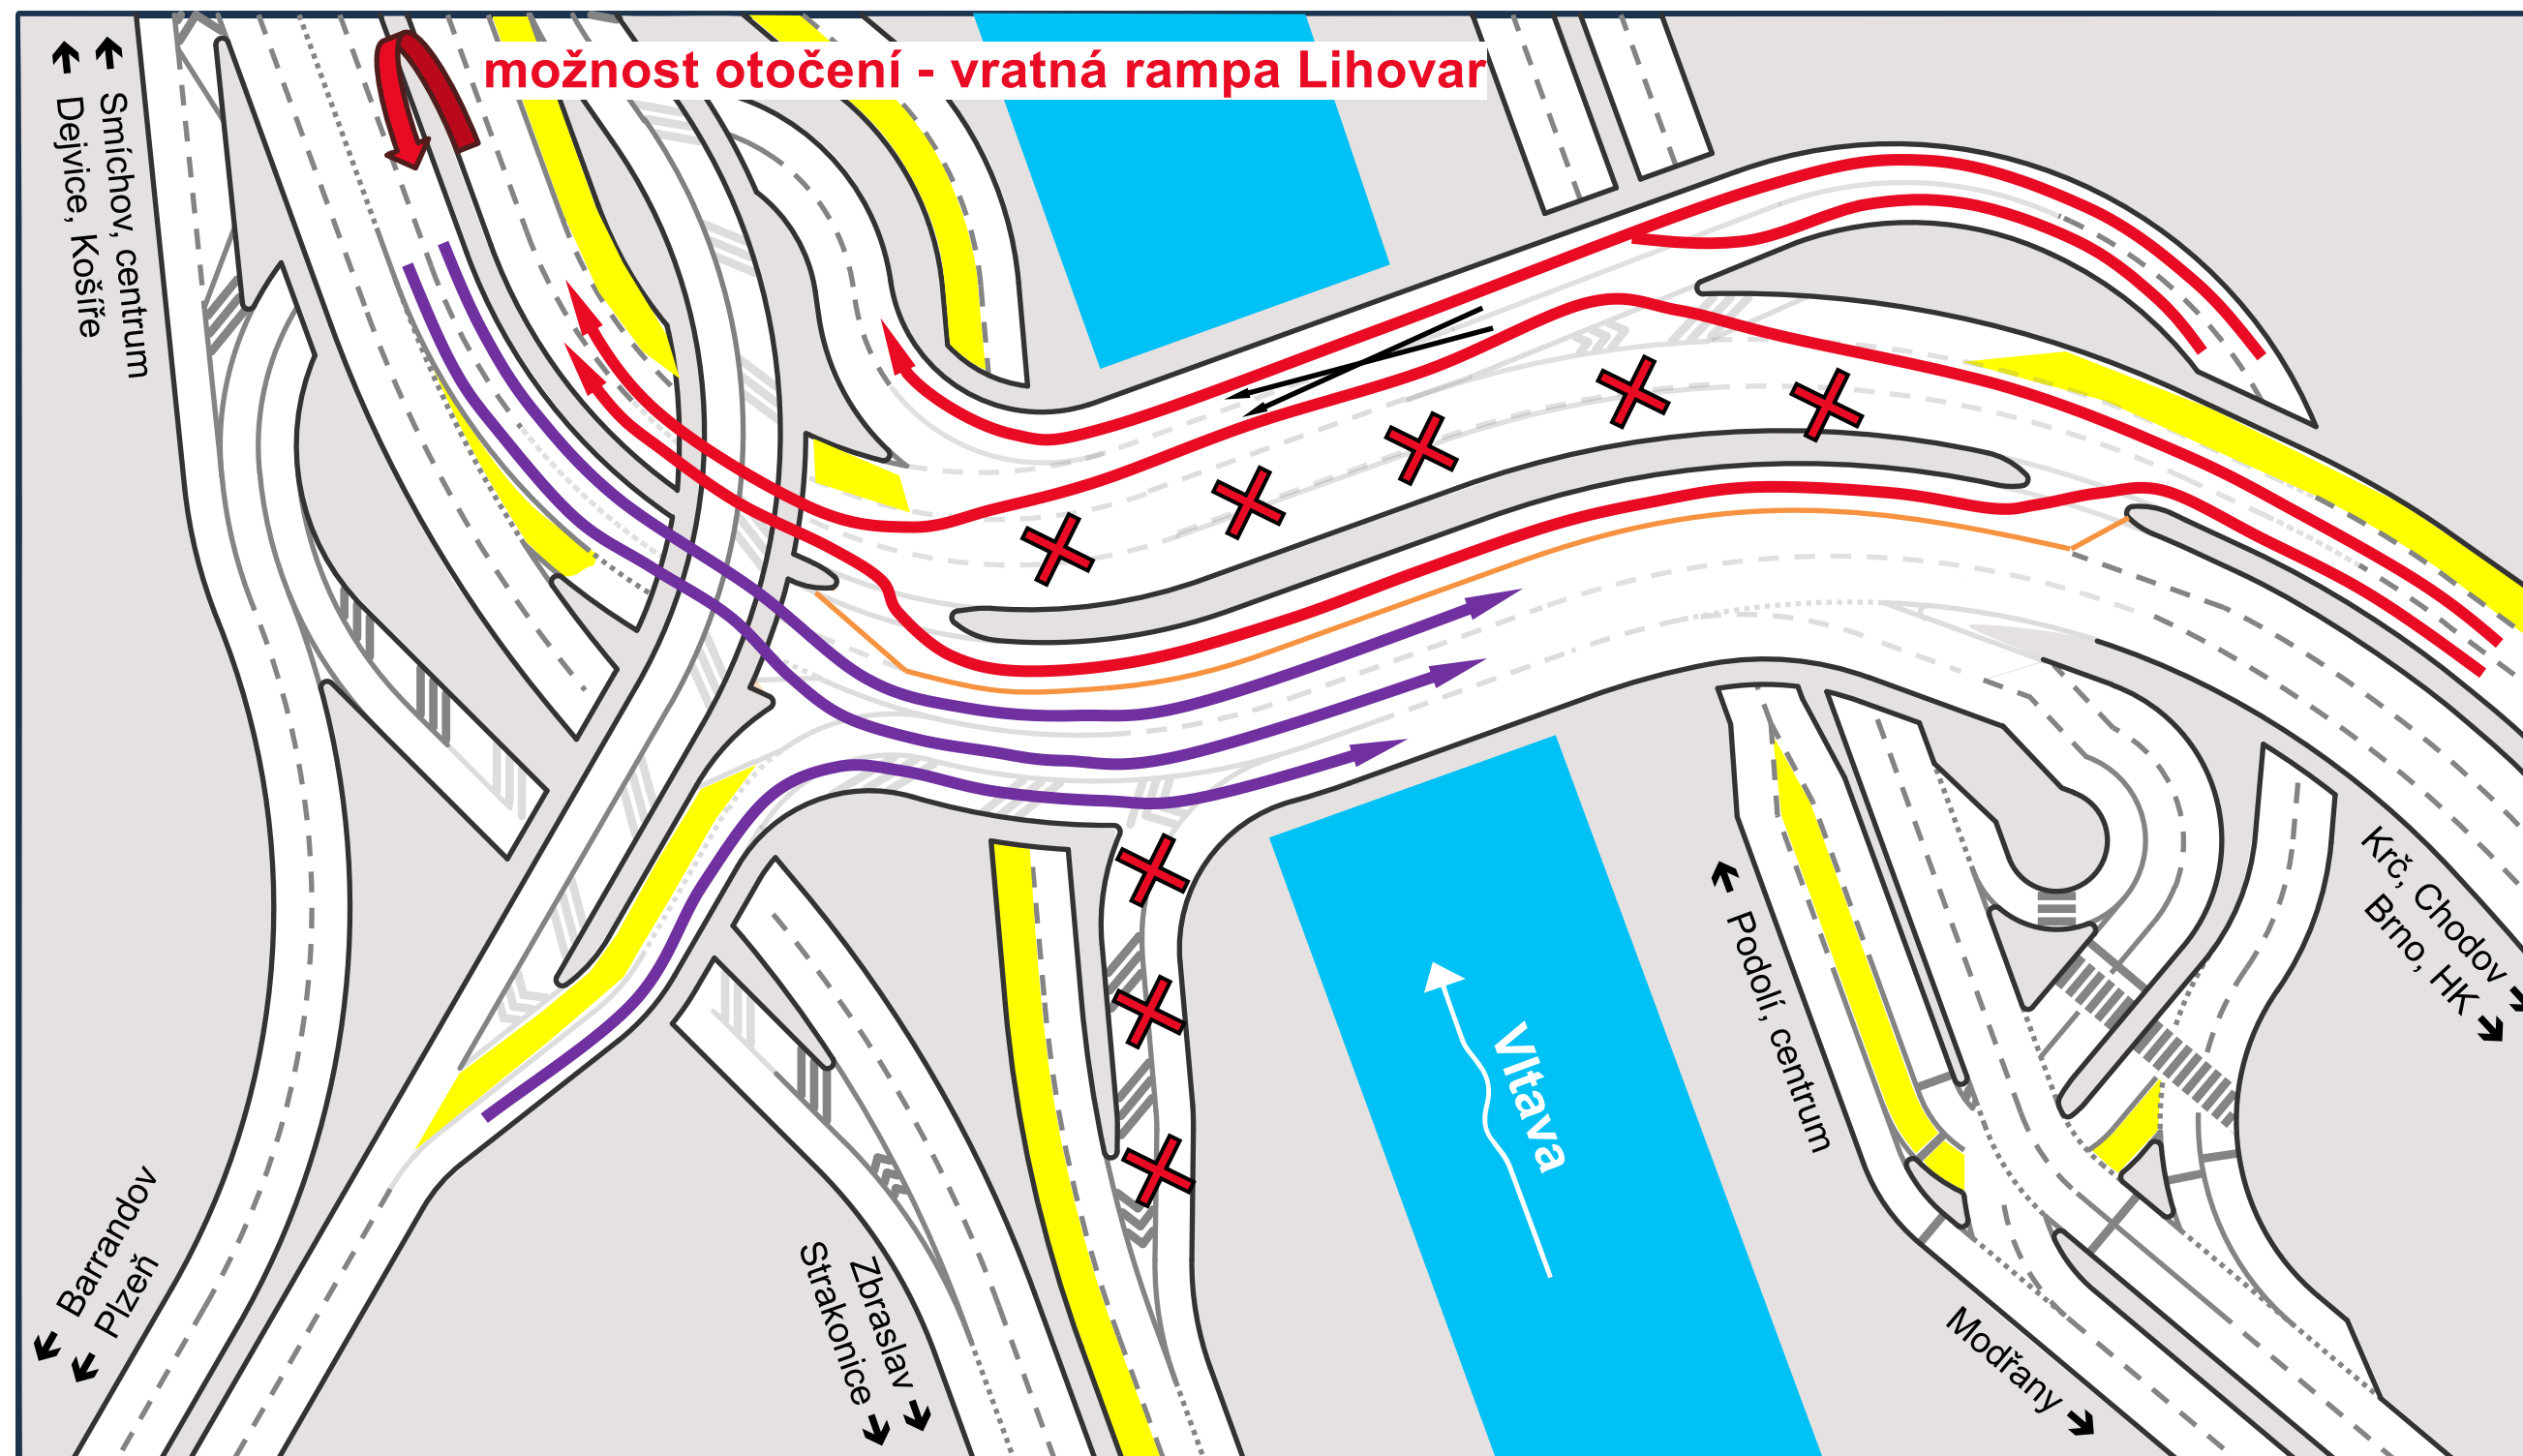 možnost otočení - vratná rampa Lihovar
Smíchov, centrum
Dejvice, Košíře
Krč, Chodov
Brno, HK
Podolí, centrum
Vltava
Barrandov
Plzeň
Zbraslav
Strakonice
Modřany